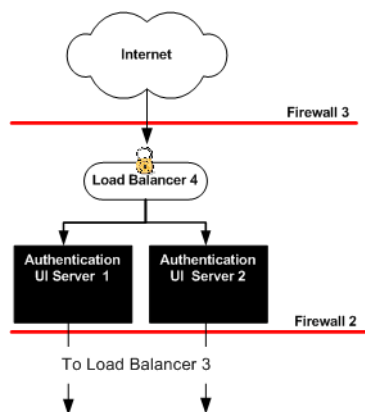 Internet
Firewall 3
Load Balancer 4
Authentication
UI Server 1
Authentication
UI Server 2
Firewall 2
To Load Balancer 3